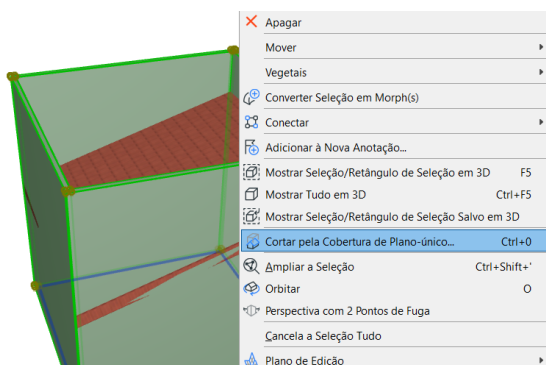 Apagar
Mover
Vegetais
Converter Seleção em Morph(s)
Conectar
Adicionar à Nova Anotação...
Mostrar Seleção/Retângulo de Seleção em 3D F5
Mostrar Tudo em 3D Ctrl+F5
Mostrar Seleção/Retângulo de Seleção Salvo em 3D
Cortar pela Cobertura de Plano-único... Ctrl+0
Ampliar a Seleção Ctrl+Shift+'
Orbitar O
Perspectiva com 2 Pontos de Fuga
Cancela a Seleção Tudo
Plano de Edição